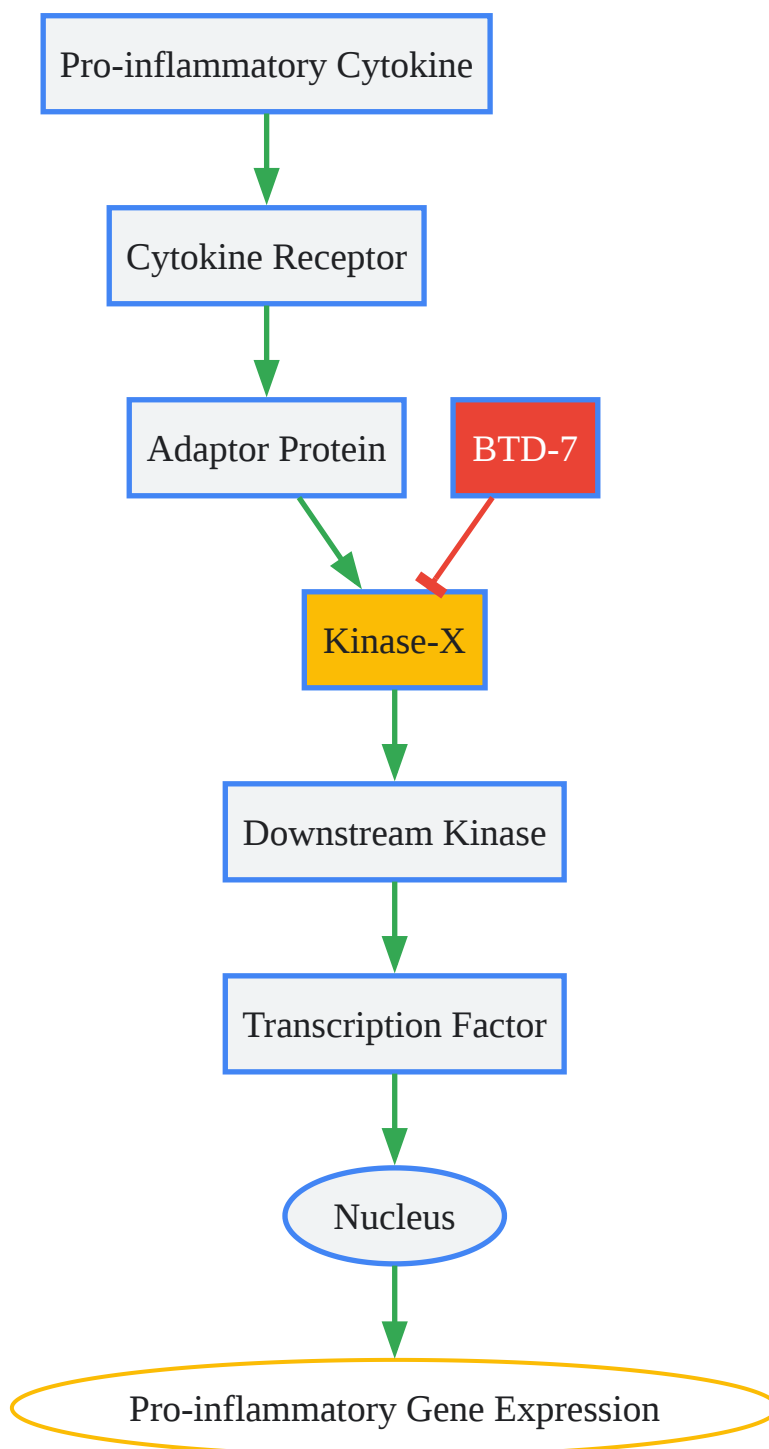 Pro-inflammatory Cytokine
Cytokine Receptor
Adaptor Protein
BTD-7
Kinase-X
Downstream Kinase
Transcription Factor
Nucleus
Pro-inflammatory Gene Expression